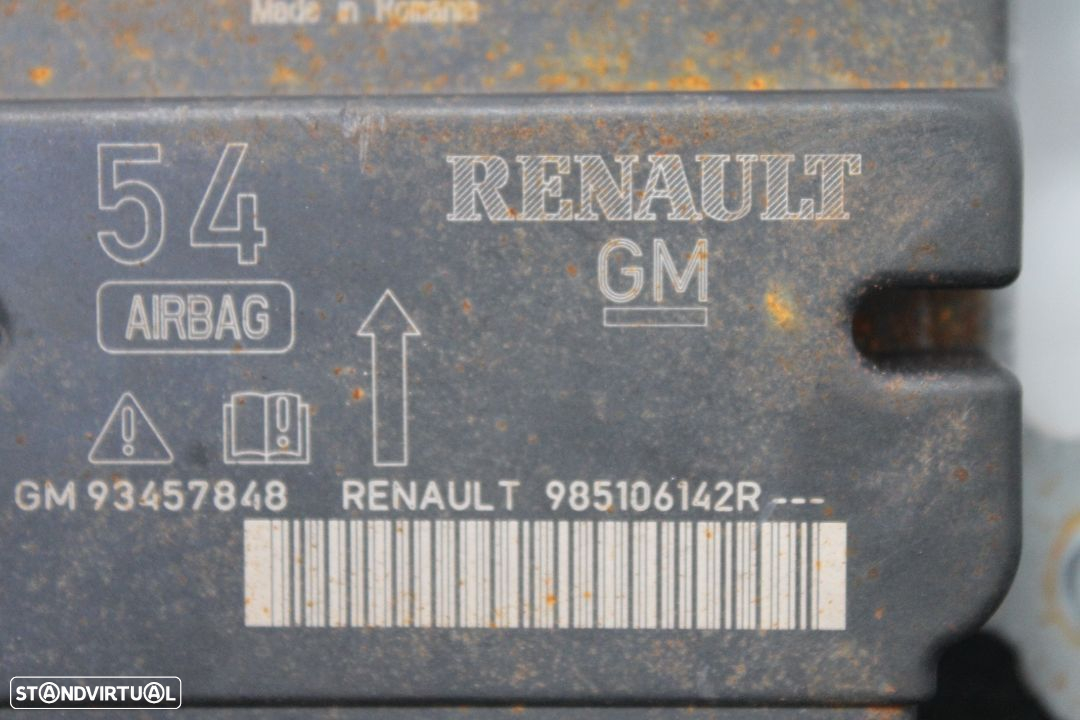 Made in Romania
54
RENAULT
GM
AIRBAG
GM 93457848 RENAULT 985106142R ---
STANDVIRTUAL